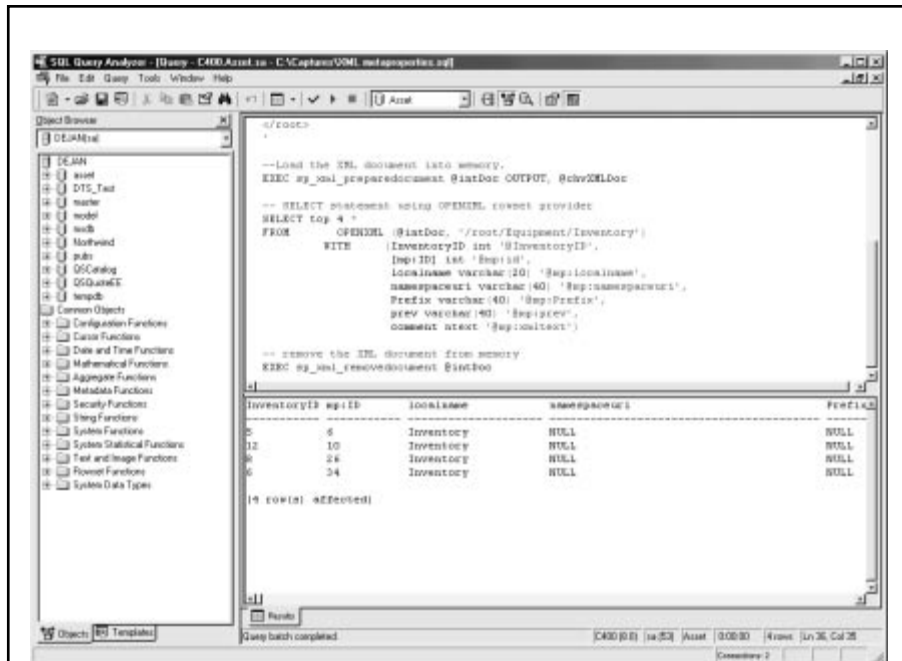 SQL Query Analyzer - [Query - C400.Asset.sa - C:\Captures\XML metaproperties.sql]
File Edit Query Tools Window Help
Asset
Object Browser
DEJAN(sa)
DEJAN
asset
DTS_Test
master
model
msdb
Northwind
pubs
QSCatalog
QSQuoteEE
tempdb
Common Objects
Configuration Functions
Cursor Functions
Date and Time Functions
Mathematical Functions
Aggregate Functions
Metadata Functions
Security Functions
String Functions
System Functions
System Statistical Functions
Text and Image Functions
Rowset Functions
System Data Types
Objects Templates
</root>
'
--Load the XML document into memory.
EXEC sp_xml_preparedocument @intDoc OUTPUT, @chvXMLDoc
-- SELECT statement using OPENXML rowset provider
SELECT top 4 *
FROM OPENXML (@intDoc, '/root/Equipment/Inventory')
WITH (InventoryID int '@InventoryID',
[mp:ID] int '@mp:id',
localname varchar(20) '@mp:localname',
namespaceuri varchar(40) '@mp:namespaceuri',
Prefix varchar(40) '@mp:Prefix',
prev varchar(40) '@mp:prev',
comment ntext '@mp:xmltext')
-- remove the XML document from memory
EXEC sp_xml_removedocument @intDoc
InventoryID mp:ID localname namespaceuri Prefix
5 6 Inventory NULL NULL
12 10 Inventory NULL NULL
8 26 Inventory NULL NULL
6 34 Inventory NULL NULL
(4 row(s) affected)
Results
Query batch completed. C400 (8.0) sa (53) Asset 0:00:00 4 rows Ln 36, Col 35
Connections: 2